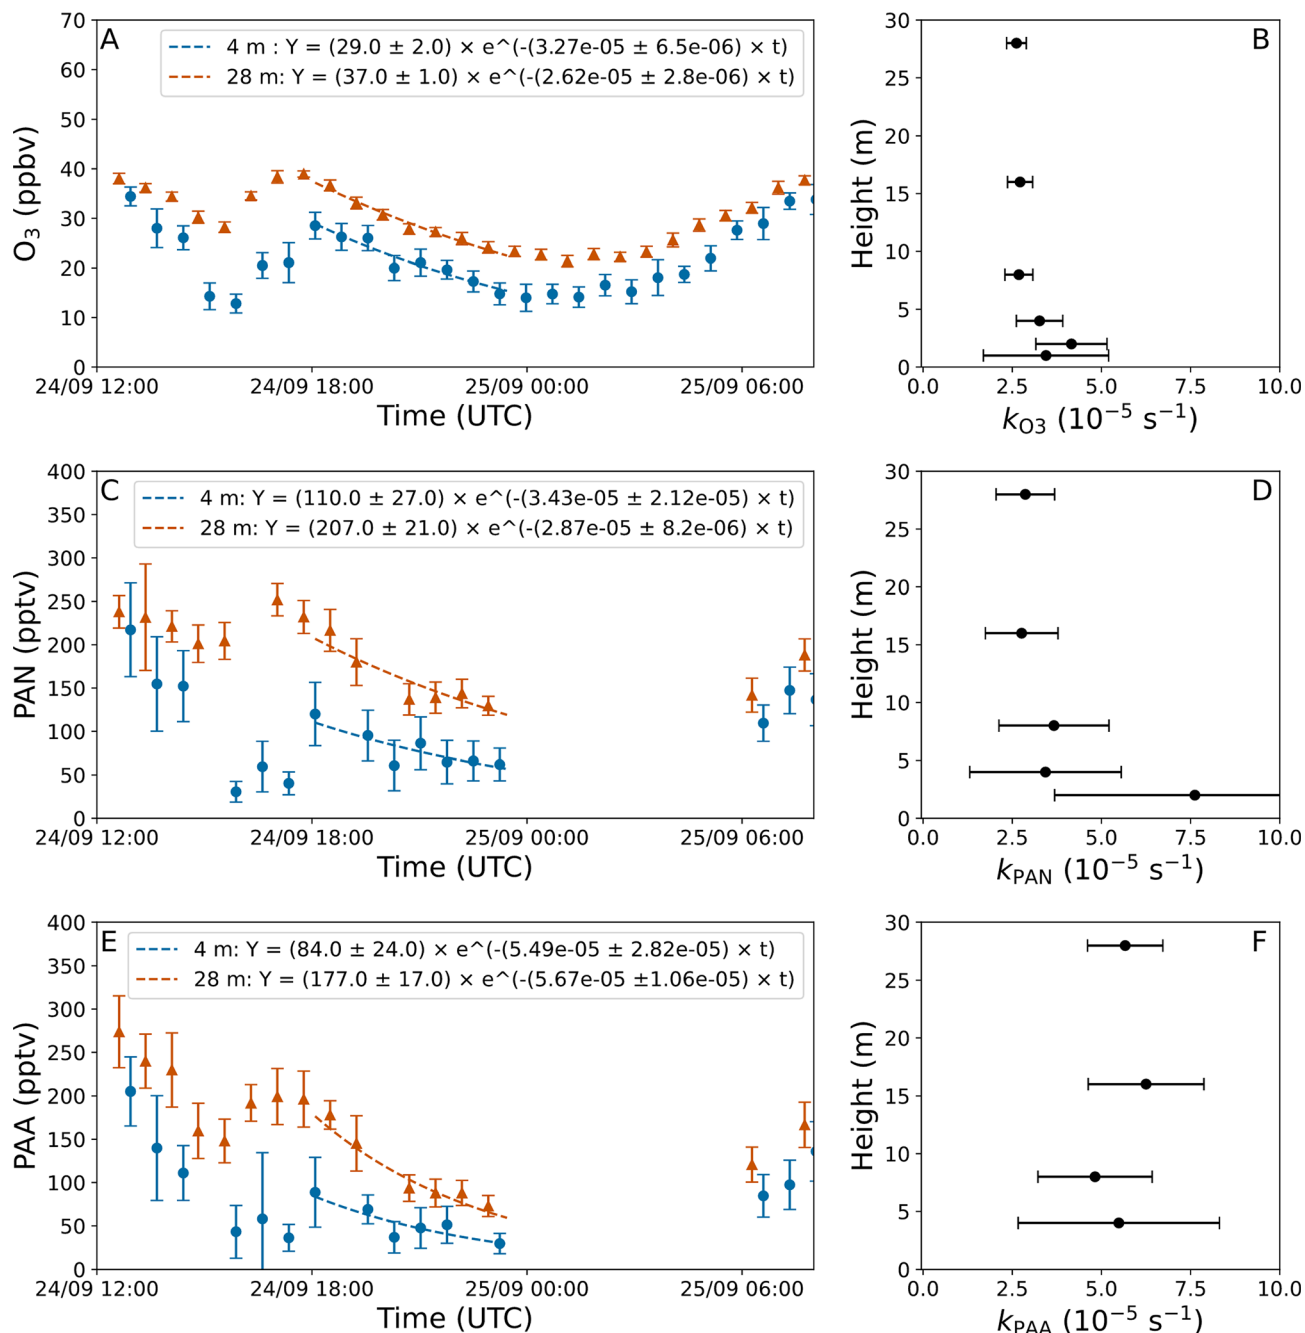 A
4 m : Y = (29.0 ± 2.0) × e^(-(3.27e-05 ± 6.5e-06) × t)
28 m: Y = (37.0 ± 1.0) × e^(-(2.62e-05 ± 2.8e-06) × t)
O₃ (ppbv)
70
60
50
40
30
20
10
0
24/09 12:00 24/09 18:00 25/09 00:00 25/09 06:00
Time (UTC)
B
Height (m)
30
25
20
15
10
5
0
0.0 2.5 5.0 7.5 10.0
k_O3 (10⁻⁵ s⁻¹)
C
4 m: Y = (110.0 ± 27.0) × e^(-(3.43e-05 ± 2.12e-05) × t)
28 m: Y = (207.0 ± 21.0) × e^(-(2.87e-05 ± 8.2e-06) × t)
PAN (pptv)
400
350
300
250
200
150
100
50
0
24/09 12:00 24/09 18:00 25/09 00:00 25/09 06:00
Time (UTC)
D
Height (m)
30
25
20
15
10
5
0
0.0 2.5 5.0 7.5 10.0
k_PAN (10⁻⁵ s⁻¹)
E
4 m: Y = (84.0 ± 24.0) × e^(-(5.49e-05 ± 2.82e-05) × t)
28 m: Y = (177.0 ± 17.0) × e^(-(5.67e-05 ±1.06e-05) × t)
PAA (pptv)
400
350
300
250
200
150
100
50
0
24/09 12:00 24/09 18:00 25/09 00:00 25/09 06:00
Time (UTC)
F
Height (m)
30
25
20
15
10
5
0
0.0 2.5 5.0 7.5 10.0
k_PAA (10⁻⁵ s⁻¹)